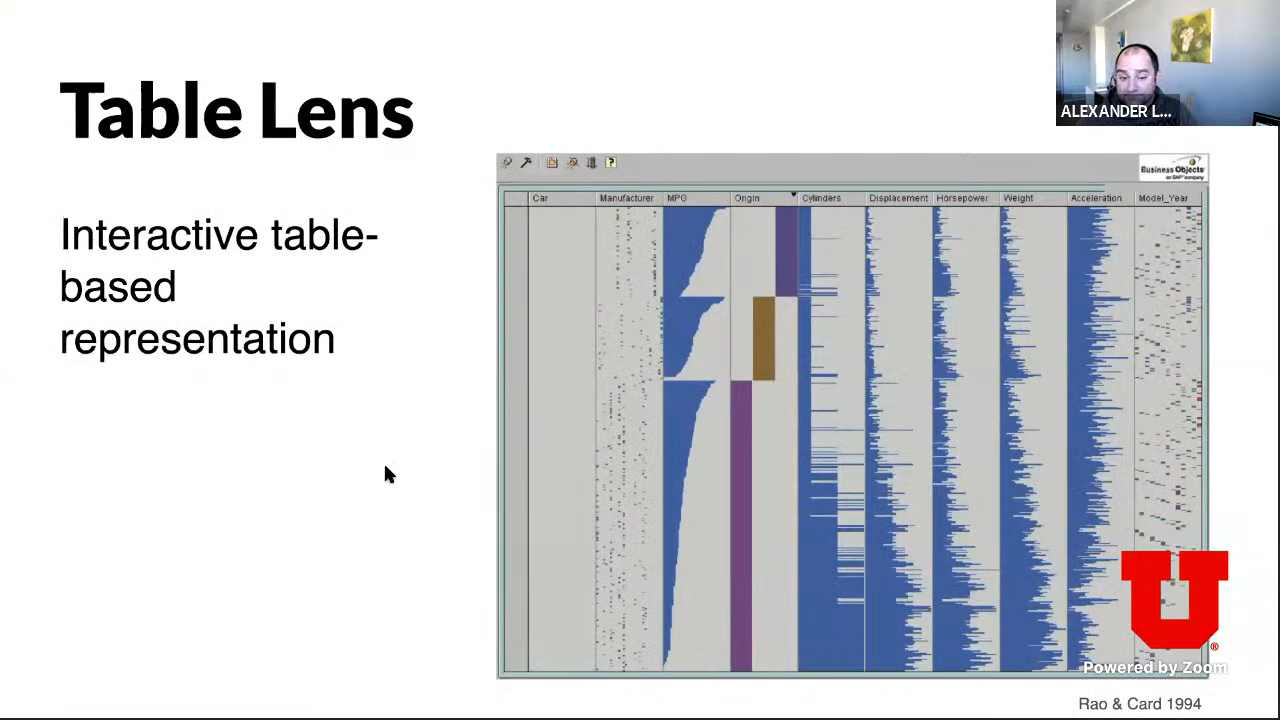 Table Lens
Interactive table-
based
representation
ALEXANDER L...
?
Business Objects
an SAP company
Car Manufacturer MPG Origin Cylinders Displacement Horsepower Weight Acceleration Model_Year
U
®
Powered by Zoom
Rao & Card 1994